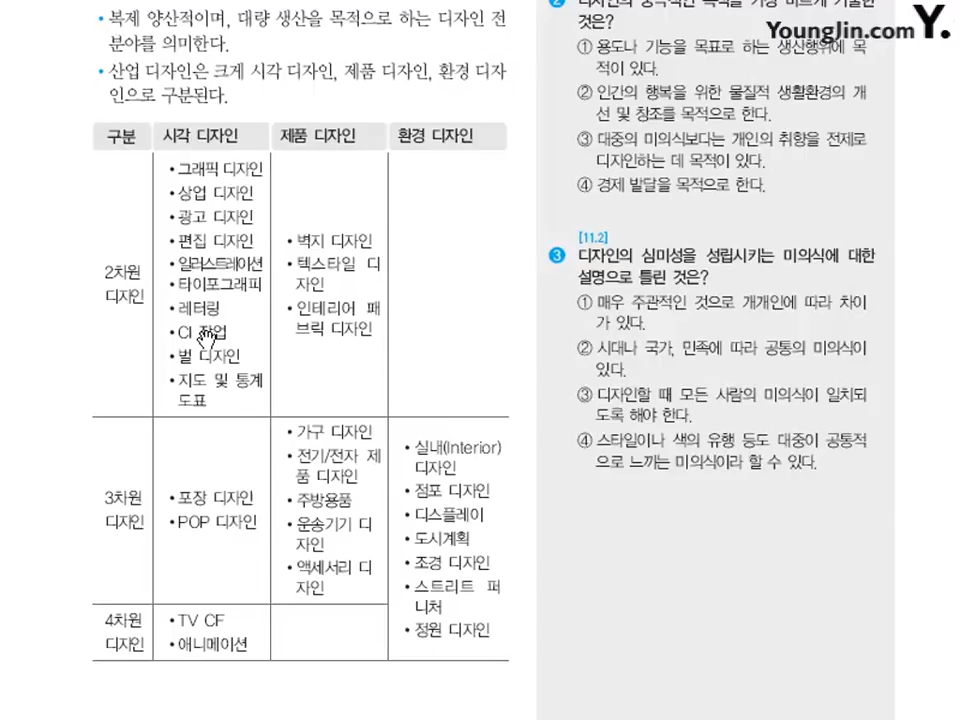 • 복제 양산적이며, 대량 생산을 목적으로 하는 디자인 전
분야를 의미한다.
• 산업 디자인은 크게 시각 디자인, 제품 디자인, 환경 디자
인으로 구분된다.
구분 시각 디자인 제품 디자인 환경 디자인
2차원
디자인
• 그래픽 디자인
• 상업 디자인
• 광고 디자인
• 편집 디자인
• 일러스트레이션
• 타이포그래피
• 레터링
• CI 작업
• 벌 디자인
• 지도 및 통계
도표
• 벽지 디자인
• 텍스타일 디
자인
• 인테리어 패
브릭 디자인
3차원
디자인
• 포장 디자인
• POP 디자인
• 가구 디자인
• 전기/전자 제
품 디자인
• 주방용품
• 운송기기 디
자인
• 액세서리 디
자인
• 실내(Interior)
디자인
• 점포 디자인
• 디스플레이
• 도시계획
• 조경 디자인
• 스트리트 퍼
니처
• 정원 디자인
4차원
디자인
• TV CF
• 애니메이션
YoungJin.com Y.
것은?
① 용도나 기능을 목표로 하는 생산행위에 목
적이 있다.
② 인간의 행복을 위한 물질적 생활환경의 개
선 및 창조를 목적으로 한다.
③ 대중의 미의식보다는 개인의 취향을 전제로
디자인하는 데 목적이 있다.
④ 경제 발달을 목적으로 한다.
[11.2]
3 디자인의 심미성을 성립시키는 미의식에 대한
설명으로 틀린 것은?
① 매우 주관적인 것으로 개개인에 따라 차이
가 있다.
② 시대나 국가, 민족에 따라 공통의 미의식이
있다.
③ 디자인할 때 모든 사람의 미의식이 일치되
도록 해야 한다.
④ 스타일이나 색의 유행 등도 대중이 공통적
으로 느끼는 미의식이라 할 수 있다.